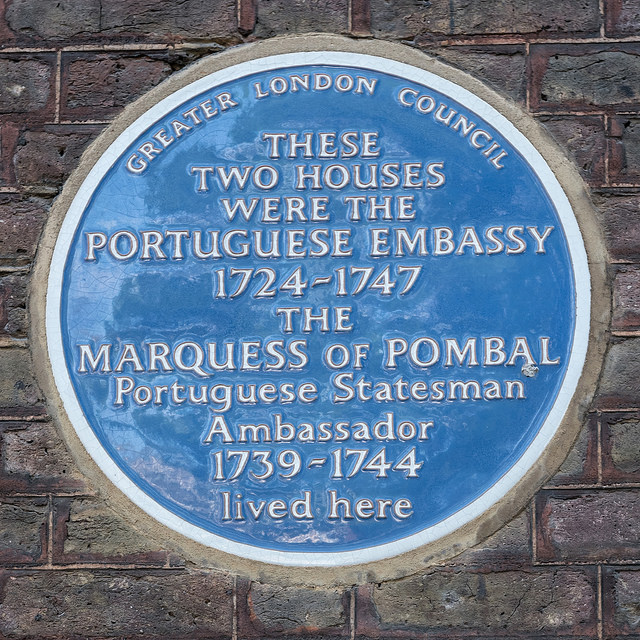 GREATER LONDON COUNCIL
THESE
TWO HOUSES
WERE THE
PORTUGUESE EMBASSY
1724-1747
THE
MARQUESS OF POMBAL
Portuguese Statesman
Ambassador
1739-1744
lived here